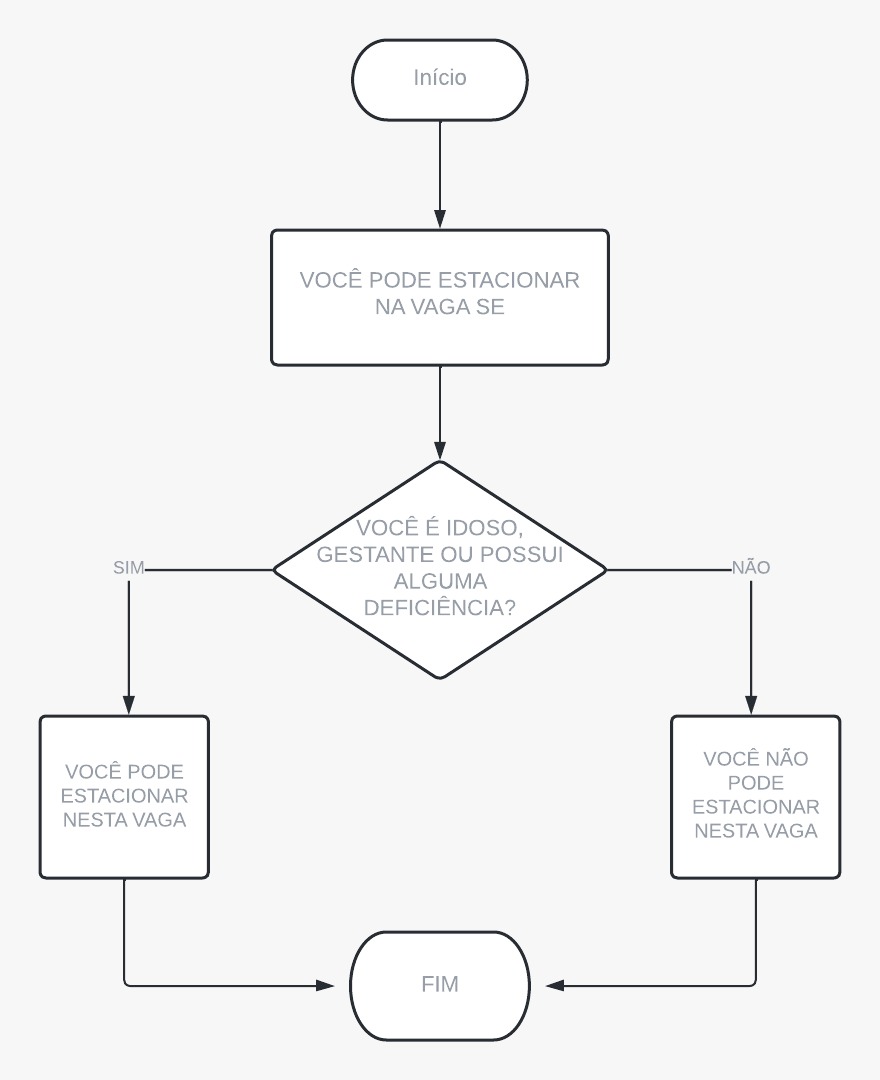 Início
VOCÊ PODE ESTACIONAR
NA VAGA SE
VOCÊ É IDOSO,
GESTANTE OU POSSUI
ALGUMA
DEFICIÊNCIA?
SIM
NÃO
VOCÊ PODE
ESTACIONAR
NESTA VAGA
VOCÊ NÃO
PODE
ESTACIONAR
NESTA VAGA
FIM